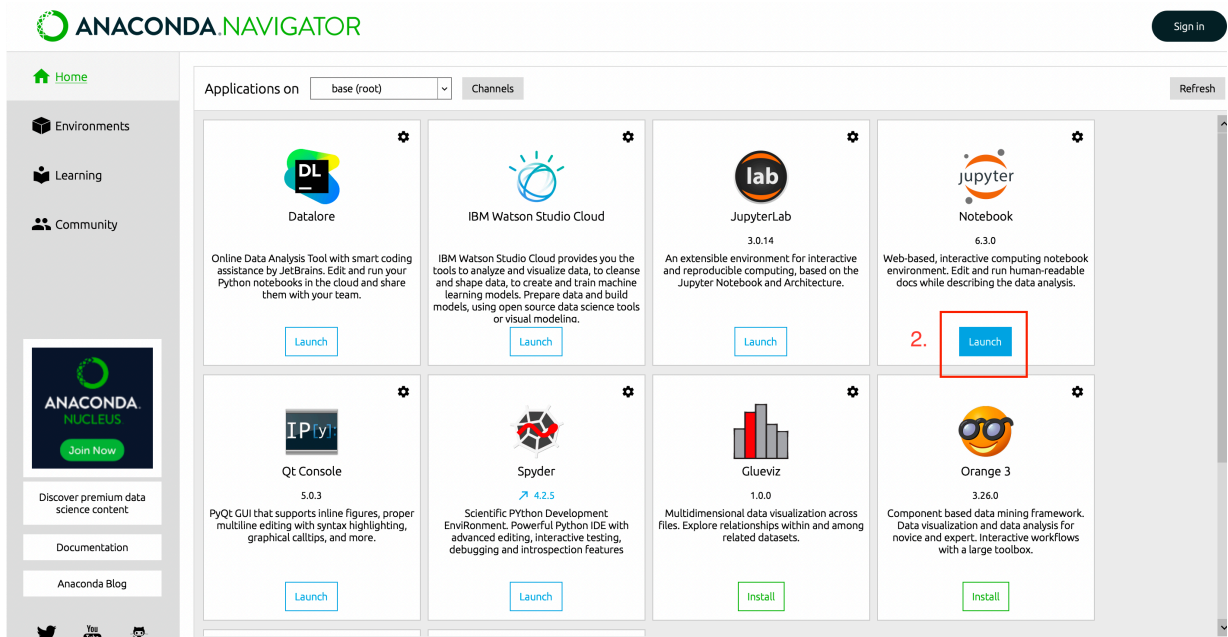 ANACONDA.NAVIGATOR
Sign in
Home
Environments
Learning
Community
ANACONDA.
NUCLEUS
Join Now
Discover premium data
science content
Documentation
Anaconda Blog
You
Applications on
base (root)
Channels
Refresh
DL
Datalore
Online Data Analysis Tool with smart coding
assistance by JetBrains. Edit and run your
Python notebooks in the cloud and share
them with your team.
Launch
IBM Watson Studio Cloud
IBM Watson Studio Cloud provides you the
tools to analyze and visualize data, to cleanse
and shape data, to create and train machine
learning models. Prepare data and build
models, using open source data science tools
or visual modeling.
Launch
lab
JupyterLab
3.0.14
An extensible environment for interactive
and reproducible computing, based on the
Jupyter Notebook and Architecture.
Launch
jupyter
Notebook
6.3.0
Web-based, interactive computing notebook
environment. Edit and run human-readable
docs while describing the data analysis.
2.
Launch
IP[y]:
Qt Console
5.0.3
PyQt GUI that supports inline figures, proper
multiline editing with syntax highlighting,
graphical calltips, and more.
Launch
Spyder
4.2.5
Scientific PYthon Development
EnviRonment. Powerful Python IDE with
advanced editing, interactive testing,
debugging and introspection features
Launch
Glueviz
1.0.0
Multidimensional data visualization across
files. Explore relationships within and among
related datasets.
Install
Orange 3
3.26.0
Component based data mining framework.
Data visualization and data analysis for
novice and expert. Interactive workflows
with a large toolbox.
Install